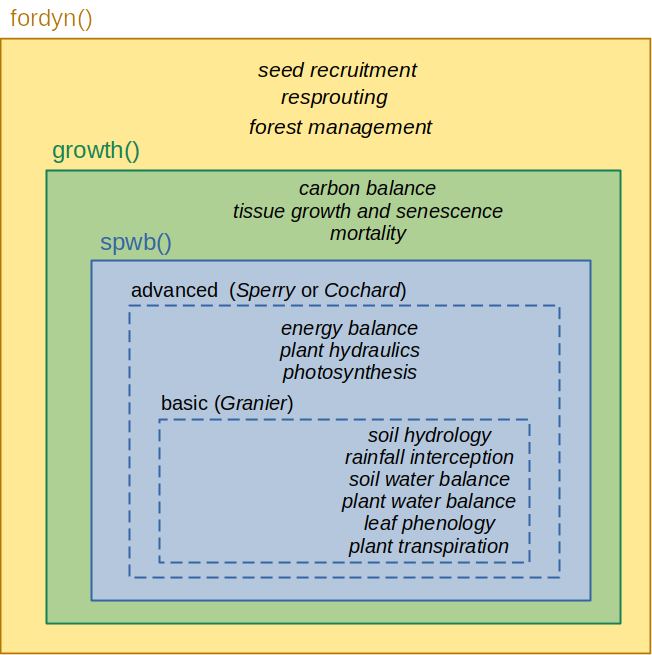 fordyn()
seed recruitment
resprouting
forest management
growth()
carbon balance
tissue growth and senescence
mortality
spwb()
advanced (Sperry or Cochard)
energy balance
plant hydraulics
photosynthesis
basic (Granier)
soil hydrology
rainfall interception
soil water balance
plant water balance
leaf phenology
plant transpiration